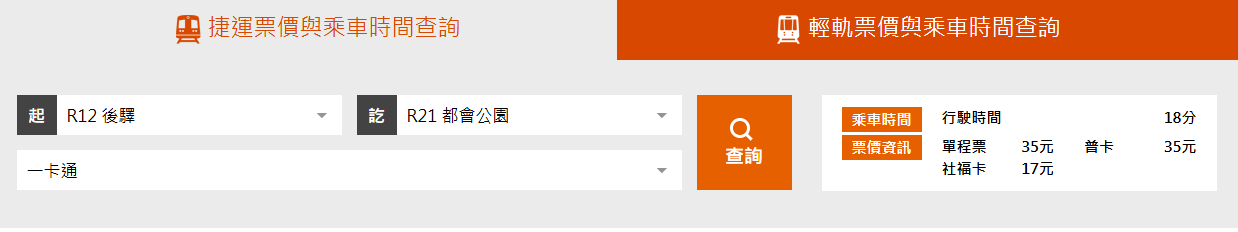 捷運票價與乘車時間查詢
輕軌票價與乘車時間查詢
起 R12 後驛
訖 R21 都會公園
一卡通
查詢
乘車時間 行駛時間 18分
票價資訊 單程票 35元 普卡 35元
社福卡 17元